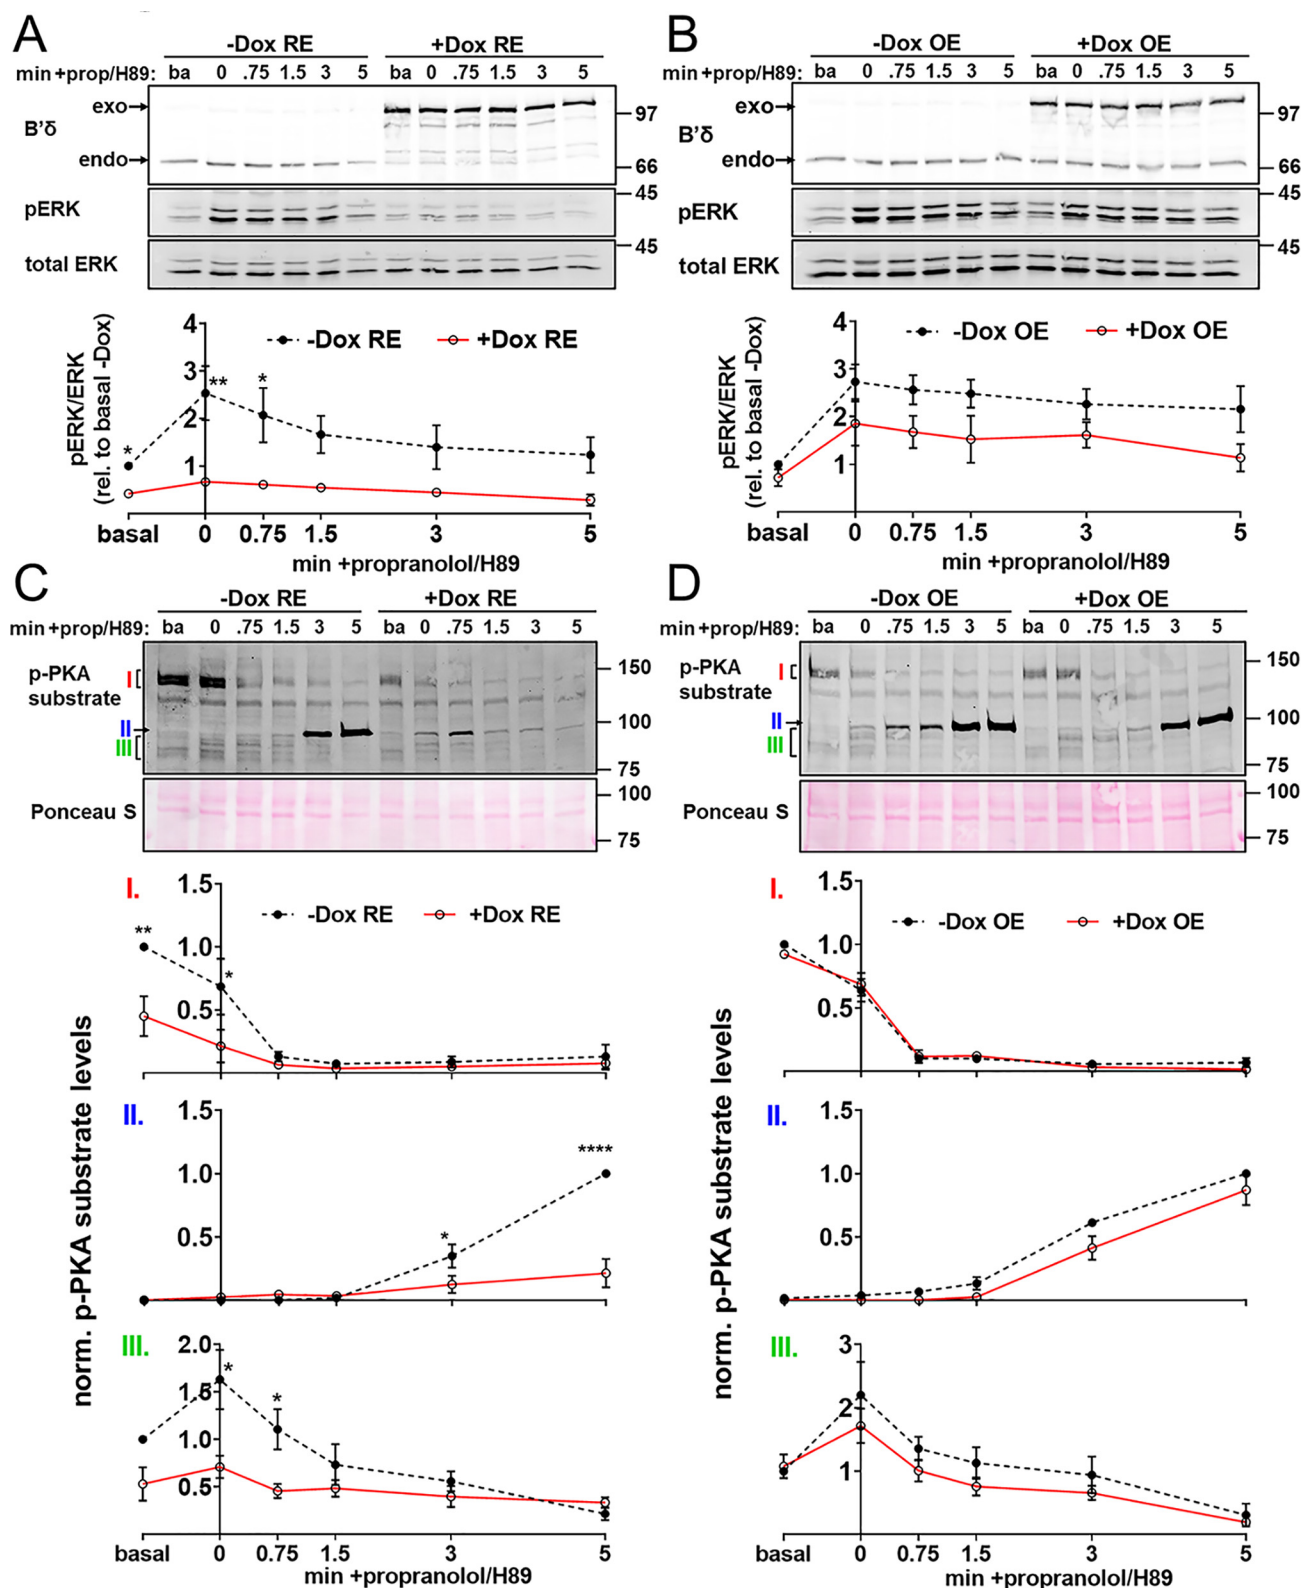 A
-Dox RE +Dox RE
min +prop/H89: ba 0 .75 1.5 3 5 ba 0 .75 1.5 3 5
exo
B'δ
endo
97
66
pERK
45
total ERK
45
pERK/ERK
(rel. to basal -Dox)
4
3
2
1
-Dox RE +Dox RE
** *
*
basal 0 0.75 1.5 3 5
min +propranolol/H89
B
-Dox OE +Dox OE
min +prop/H89: ba 0 .75 1.5 3 5 ba 0 .75 1.5 3 5
exo
B'δ
endo
97
66
pERK
45
total ERK
45
pERK/ERK
(rel. to basal -Dox)
4
3
2
1
-Dox OE +Dox OE
basal 0 0.75 1.5 3 5
min +propranolol/H89
C
-Dox RE +Dox RE
min +prop/H89: ba 0 .75 1.5 3 5 ba 0 .75 1.5 3 5
p-PKA
substrate
I
II
III
150
100
75
Ponceau S
100
75
norm. p-PKA substrate levels
I.
1.5
1.0
0.5
-Dox RE +Dox RE
**
*
II.
1.5
1.0
0.5
****
*
III.
2.0
1.5
1.0
0.5
*
*
basal 0 0.75 1.5 3 5
min +propranolol/H89
D
-Dox OE +Dox OE
min +prop/H89: ba 0 .75 1.5 3 5 ba 0 .75 1.5 3 5
p-PKA
substrate
I
II
III
150
100
75
Ponceau S
100
75
norm. p-PKA substrate levels
I.
1.5
1.0
0.5
-Dox OE +Dox OE
II.
1.5
1.0
0.5
III.
3
2
1
basal 0 0.75 1.5 3 5
min +propranolol/H89